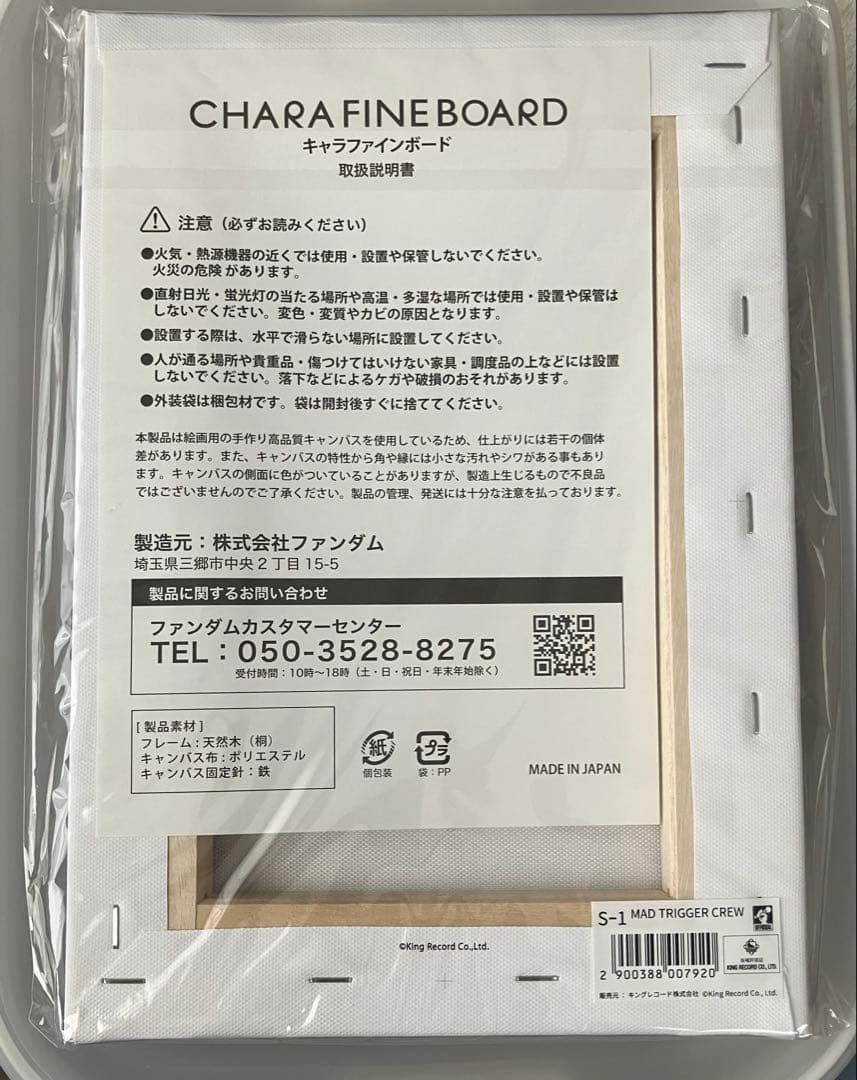 CHARA FINE BOARD
キャラファインボード
取扱説明書
注意（必ずお読みください）
●火気・熱源機器の近くでは使用・設置や保管しないでください。
火災の危険があります。
●直射日光・蛍光灯の当たる場所や高温・多湿な場所では使用・設置や保管は
しないでください。変色・変質やカビの原因となります。
●設置する際は、水平で滑らない場所に設置してください。
●人が通る場所や貴重品・傷つけてはいけない家具・調度品の上などには設置
しないでください。落下などによるケガや破損のおそれがあります。
●外装袋は梱包材です。袋は開封後すぐに捨ててください。
本製品は絵画用の手作り高品質キャンバスを使用しているため、仕上がりには若干の個体
差があります。また、キャンバスの特性から角や縁には小さな汚れやシワがある事もあり
ます。キャンバスの側面に色がついていることがありますが、製造上生じるもので不良品
ではございませんのでご了承ください。製品の管理、発送には十分な注意を払っております。
製造元：株式会社ファンダム
埼玉県三郷市中央2丁目15-5
製品に関するお問い合わせ
ファンダムカスタマーセンター
TEL：050-3528-8275
受付時間：10時〜18時（土・日・祝日・年末年始除く）
[ 製品素材 ]
フレーム：天然木（桐）
キャンバス布：ポリエステル
キャンバス固定針：鉄
紙
個包装
プラ
袋：PP
MADE IN JAPAN
©King Record Co.,Ltd.
S-1 MAD TRIGGER CREW
OFFICIAL
2 900388 007920
KING RECORD CO., LTD.
販売元：キングレコード株式会社 ©King Record Co., Ltd.